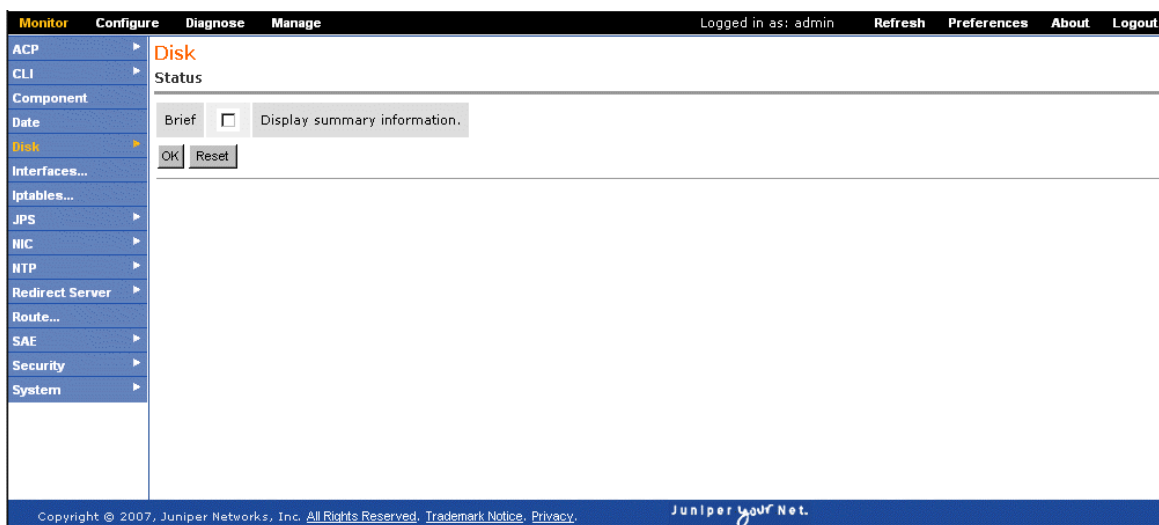 Monitor Configure Diagnose Manage Logged in as: admin Refresh Preferences About Logout
ACP
CLI
Component
Date
Disk
Interfaces...
Iptables...
JPS
NIC
NTP
Redirect Server
Route...
SAE
Security
System
Disk
Status
Brief Display summary information.
OK Reset
Copyright © 2007, Juniper Networks, Inc. All Rights Reserved. Trademark Notice. Privacy.
Juniper your Net.